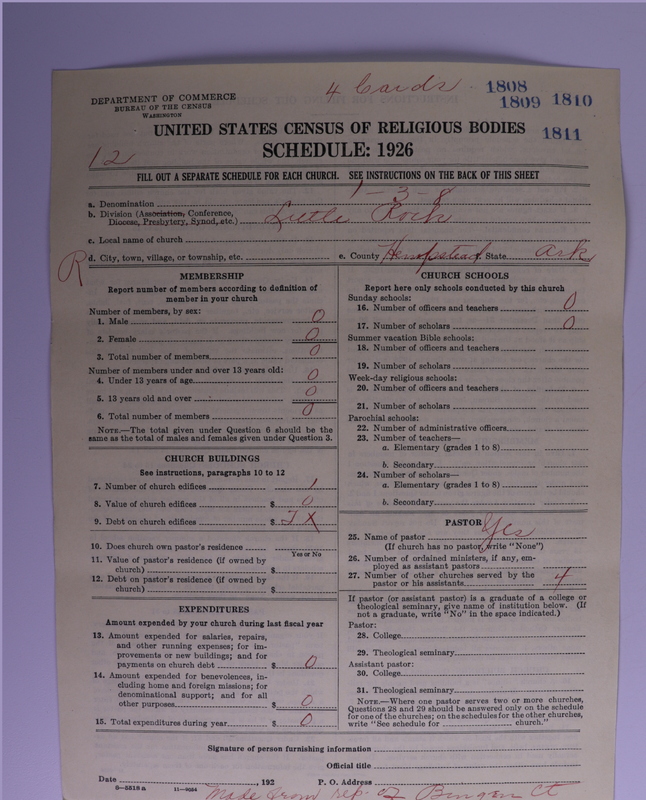 4 Cards 1808
1809 1810
1811
DEPARTMENT OF COMMERCE
BUREAU OF THE CENSUS
WASHINGTON
UNITED STATES CENSUS OF RELIGIOUS BODIES
SCHEDULE: 1926
12
FILL OUT A SEPARATE SCHEDULE FOR EACH CHURCH. SEE INSTRUCTIONS ON THE BACK OF THIS SHEET
1-3-8
a. Denomination
b. Division (Association, Conference,
Diocese, Presbytery, Synod, etc.) Little Rock
c. Local name of church
R d. City, town, village, or township, etc. e. County Hempstead State Ark
MEMBERSHIP
Report number of members according to definition of
member in your church
Number of members, by sex:
1. Male 0
2. Female 0
3. Total number of members 0
Number of members under and over 13 years old:
4. Under 13 years of age 0
5. 13 years old and over 0
6. Total number of members 0
NOTE.—The total given under Question 6 should be the
same as the total of males and females given under Question 3.
CHURCH BUILDINGS
See instructions, paragraphs 10 to 12
7. Number of church edifices 1
8. Value of church edifices $ 0
9. Debt on church edifices $
10. Does church own pastor's residence
Yes or No
11. Value of pastor's residence (if owned by
church) $
12. Debt on pastor's residence (if owned by
church) $
EXPENDITURES
Amount expended by your church during last fiscal year
13. Amount expended for salaries, repairs,
and other running expenses; for im-
provements or new buildings; and for
payments on church debt $ 0
14. Amount expended for benevolences, in-
cluding home and foreign missions; for
denominational support; and for all
other purposes $ 0
15. Total expenditures during year $ 0
CHURCH SCHOOLS
Report here only schools conducted by this church
Sunday schools:
16. Number of officers and teachers 0
17. Number of scholars 0
Summer vacation Bible schools:
18. Number of officers and teachers
19. Number of scholars
Week-day religious schools:
20. Number of officers and teachers
21. Number of scholars
Parochial schools:
22. Number of administrative officers
23. Number of teachers—
a. Elementary (grades 1 to 8)
b. Secondary
24. Number of scholars—
a. Elementary (grades 1 to 8)
b. Secondary
PASTOR
25. Name of pastor Yes
(If church has no pastor, write "None")
26. Number of ordained ministers, if any, em-
ployed as assistant pastors
27. Number of other churches served by the
pastor or his assistants 4
If pastor (or assistant pastor) is a graduate of a college or
theological seminary, give name of institution below. (If
not a graduate, write "No" in the space indicated.)
Pastor:
28. College
29. Theological seminary
Assistant pastor:
30. College
31. Theological seminary
NOTE.—Where one pastor serves two or more churches,
Questions 28 and 29 should be answered only on the schedule
for one of the churches; on the schedules for the other churches,
write "See schedule for church."
Signature of person furnishing information
Official title
Date , 192 P. O. Address
6—5518 a 11—9034
Made from rep. of Bingen Ct